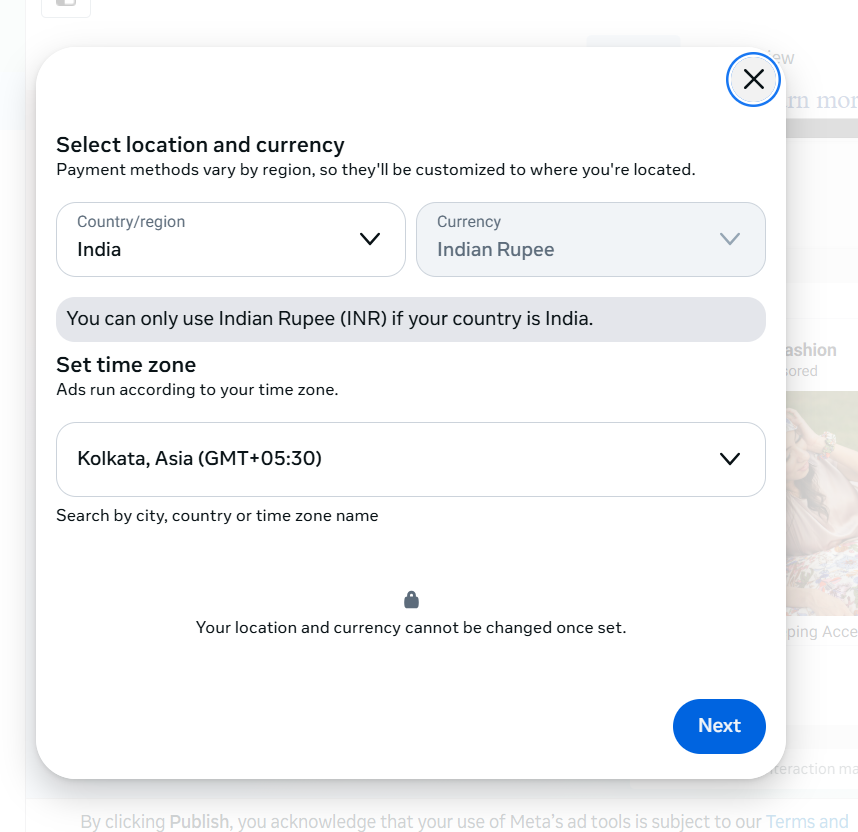 Select location and currency
Payment methods vary by region, so they'll be customized to where you're located.
Country/region
India
Currency
Indian Rupee
You can only use Indian Rupee (INR) if your country is India.
Set time zone
Ads run according to your time zone.
Kolkata, Asia (GMT+05:30)
Search by city, country or time zone name
Your location and currency cannot be changed once set.
Next
By clicking Publish, you acknowledge that your use of Meta's ad tools is subject to our Terms and